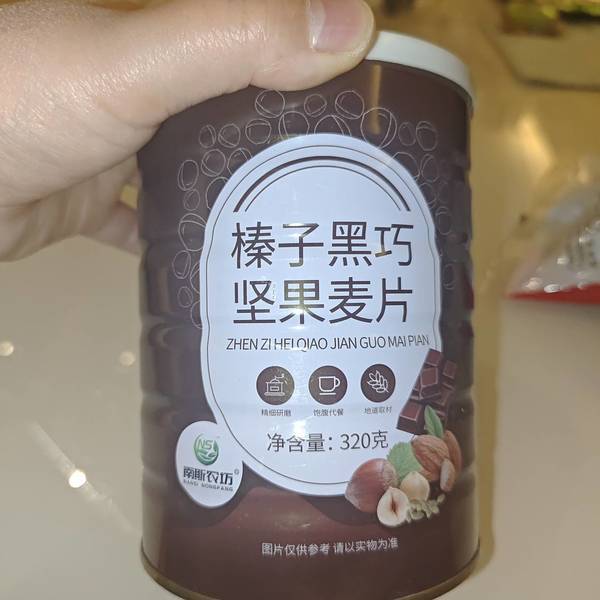 榛子黑巧
坚果麦片
ZHEN ZI HEI QIAO JIAN GUO MAI PIAN
精细研磨 饱腹代餐 地道取材
净含量：320克
NS
南斯农坊
NANSI NONGFANG
图片仅供参考 请以实物为准